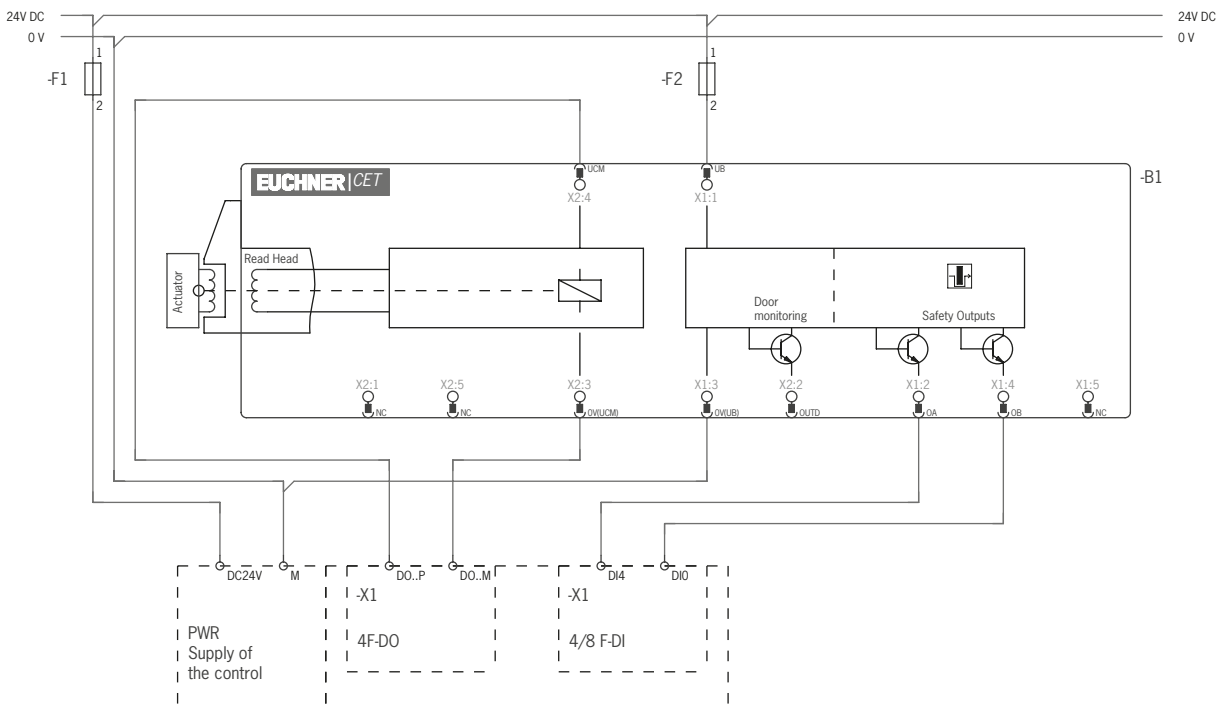 24V DC
24V DC
0 V
0 V
1
1
-F1
-F2
2
2
UCM
UB
EUCHNER CET
-B1
X2:4
X1:1
Read Head
Actuator
Door
monitoring
Safety Outputs
X2:1
X2:5
X2:3
X1:3
X2:2
X1:2
X1:4
X1:5
NC
NC
0V(UCM)
0V(UB)
OUTD
OA
OB
NC
DC24V
M
DO..P
DO..M
DI4
DI0
-X1
-X1
PWR
Supply of
the control
4F-DO
4/8 F-DI